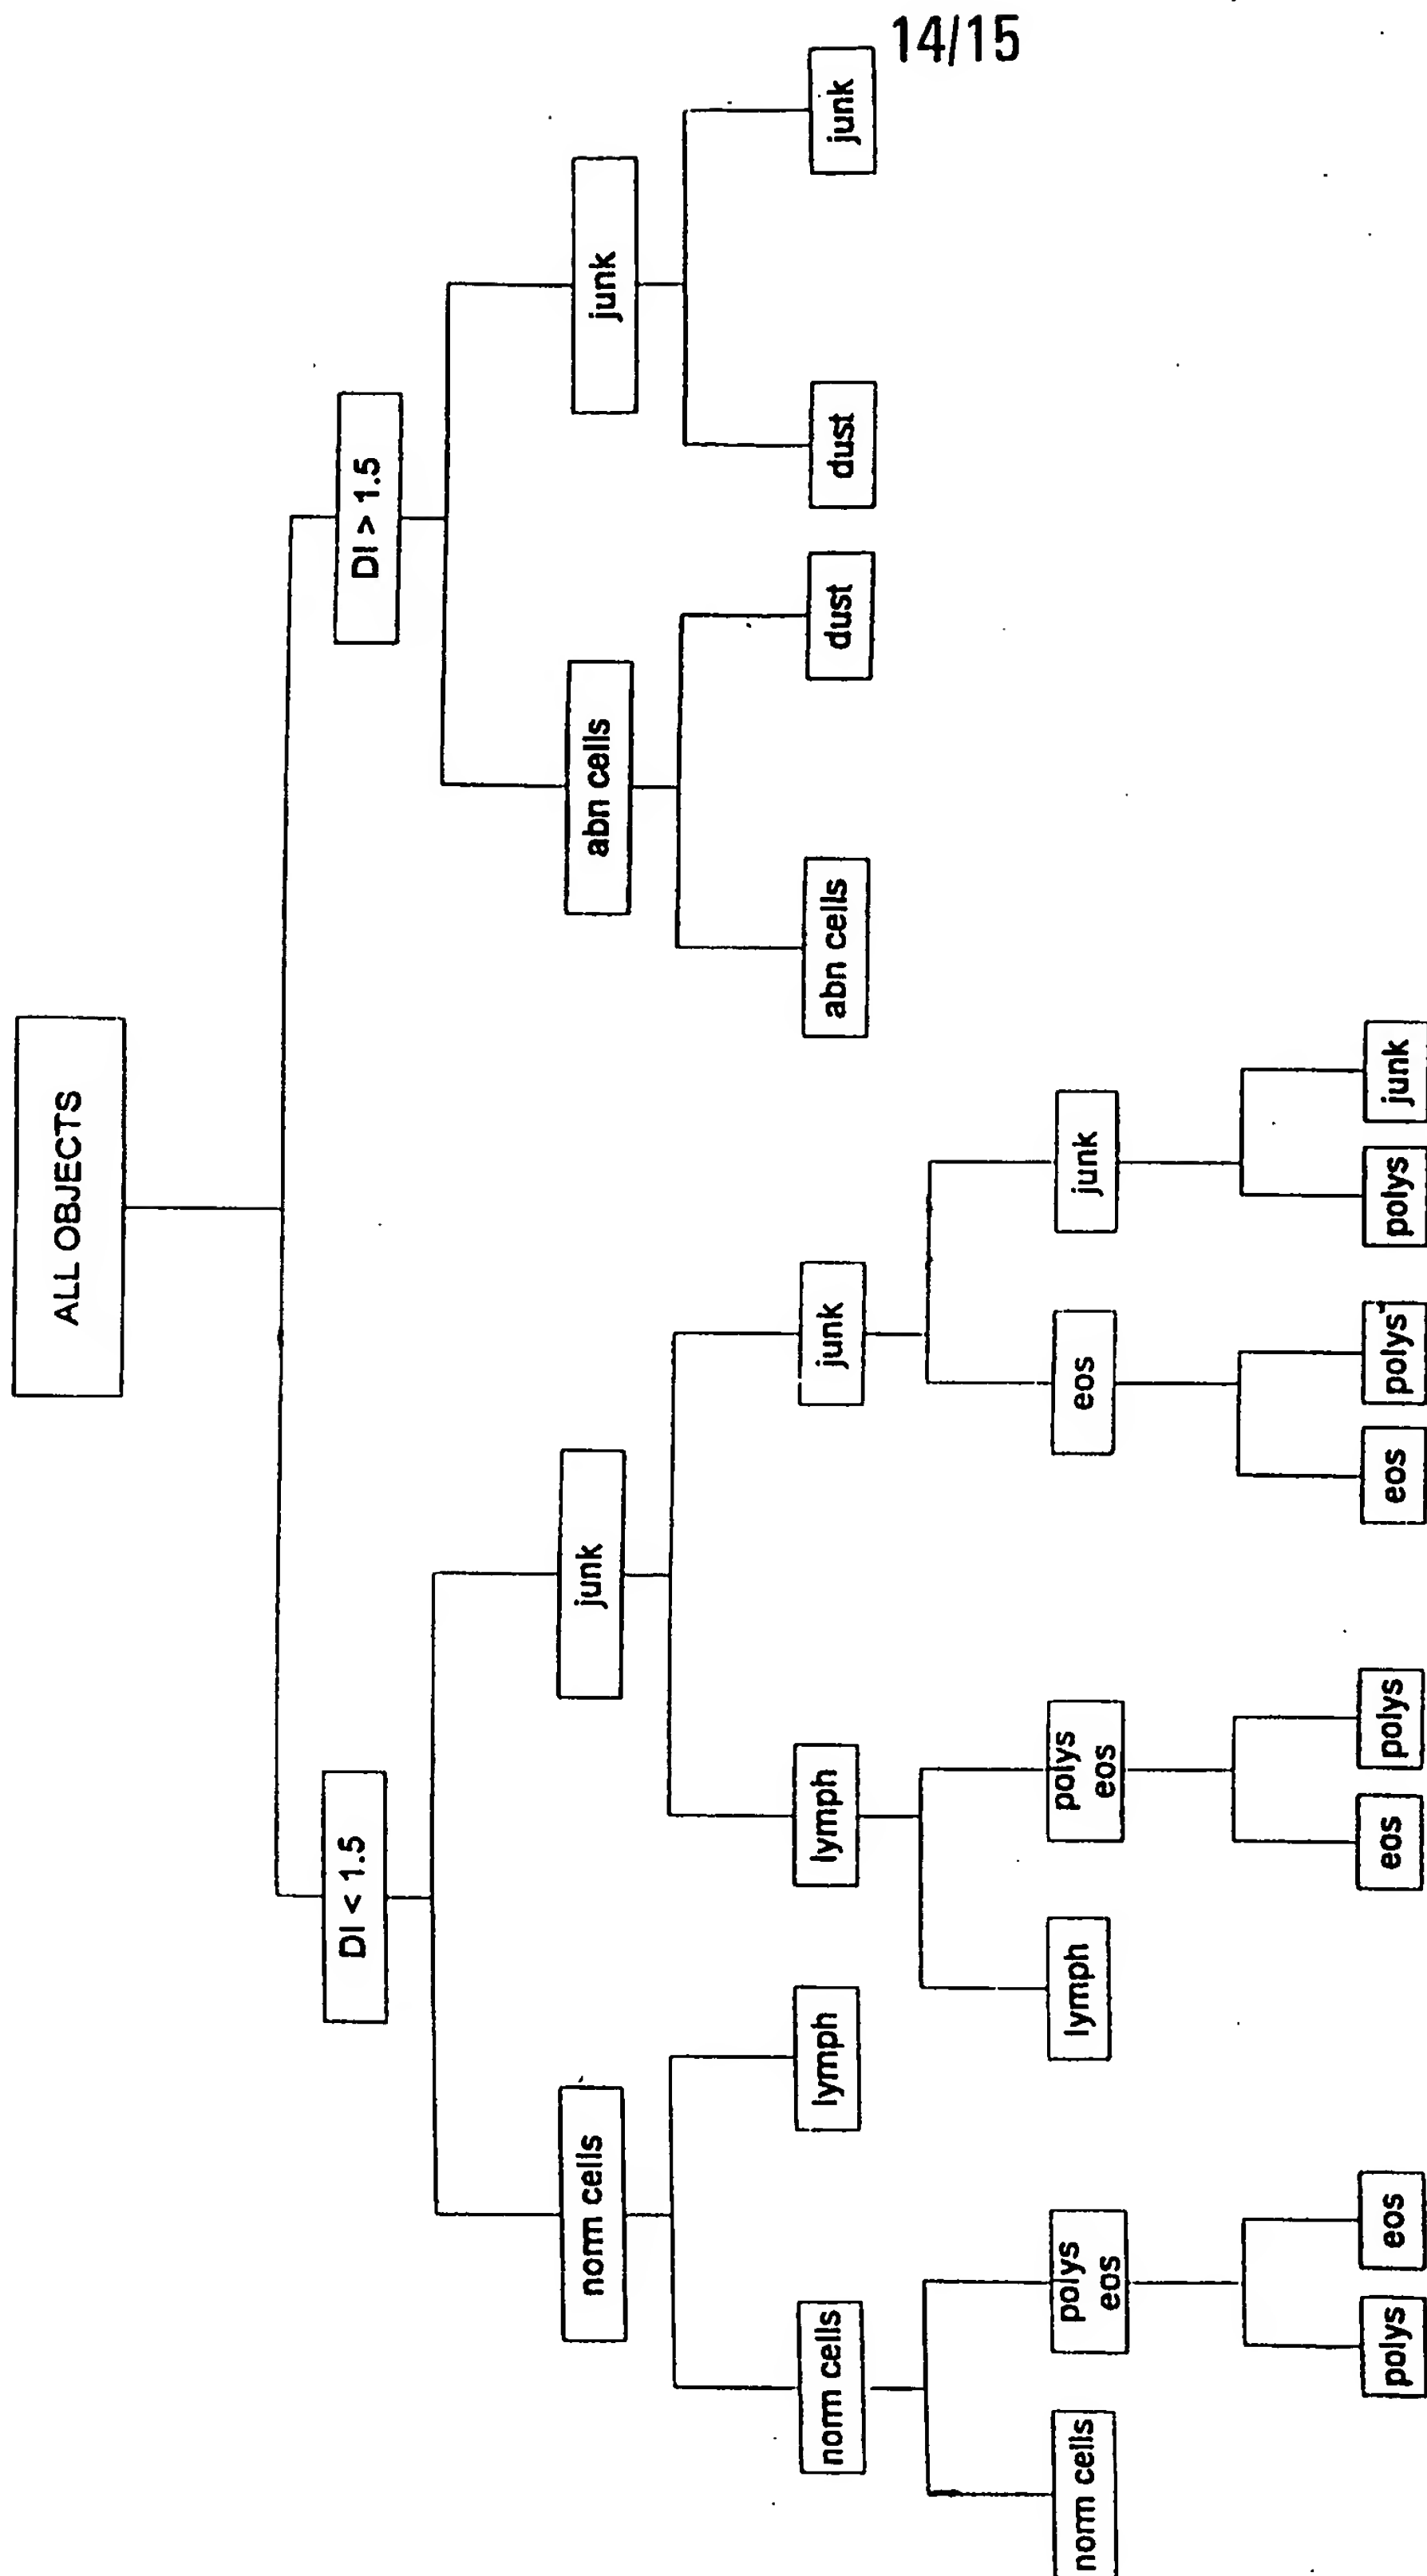 14/15
ALL OBJECTS
DI < 1.5
DI > 1.5
norm cells
junk
abn cells
junk
norm cells
lymph
lymph
junk
abn cells
dust
dust
junk
norm cells
polys
eos
lymph
polys
eos
eos
junk
polys
eos
eos
polys
eos
polys
polys
junk